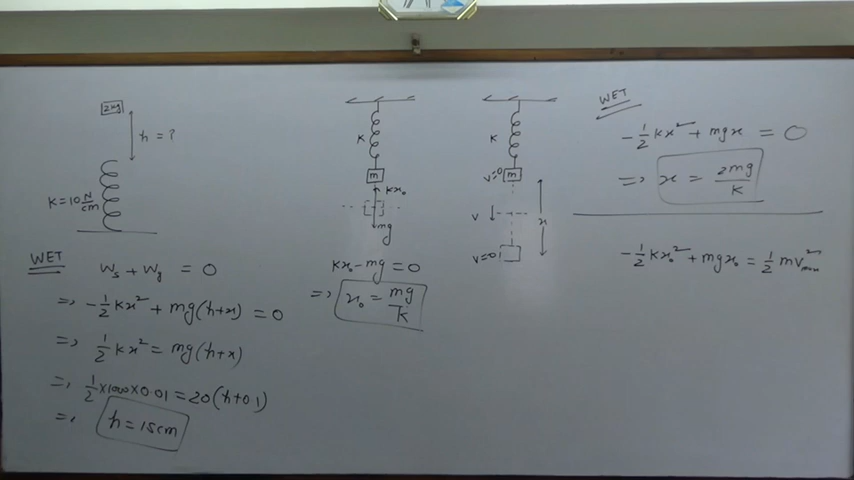 2kg
h = ?
K = 10 N/cm
WET
Ws + Wg = 0
=> -1/2 kx² + mg(h+x) = 0
=> 1/2 kx² = mg(h+x)
=> 1/2 × 1000 × 0.01 = 20(h+0.1)
=> h = 15cm
K
m
kx₀
mg
kx₀ - mg = 0
=> x₀ = mg/k
K
v=0
m
v
x
v=0
WET
-1/2 kx² + mgx = 0
=> x = 2mg/k
-1/2 kx₀² + mgx₀ = 1/2 mv²max